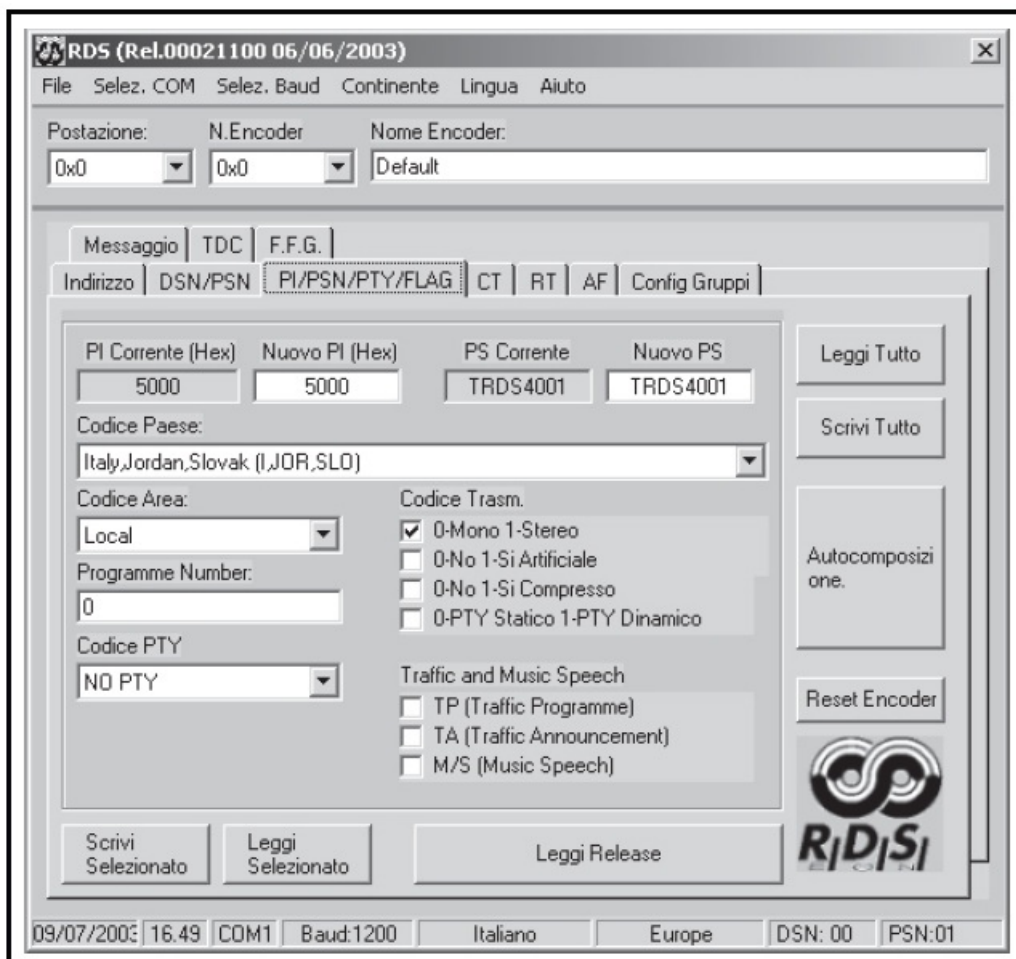 RDS (Rel.00021100 06/06/2003)
File Selez. COM Selez. Baud Continente Lingua Aiuto
Postazione: N.Encoder Nome Encoder:
0x0 0x0 Default
Messaggio TDC F.F.G.
Indirizzo DSN/PSN PI/PSN/PTY/FLAG CT RT AF Config Gruppi
PI Corrente (Hex) Nuovo PI (Hex) PS Corrente Nuovo PS
5000 5000 TRDS4001 TRDS4001
Codice Paese:
Italy,Jordan,Slovak (I,JOR,SLO)
Codice Area:
Local
Programme Number:
0
Codice PTY
NO PTY
Codice Trasm.
0-Mono 1-Stereo
0-No 1-Si Artificiale
0-No 1-Si Compresso
0-PTY Statico 1-PTY Dinamico
Traffic and Music Speech
TP (Traffic Programme)
TA (Traffic Announcement)
M/S (Music Speech)
Leggi Tutto
Scrivi Tutto
Autocomposizi
one.
Reset Encoder
R|D|S|
E O N
Scrivi
Selezionato
Leggi
Selezionato
Leggi Release
09/07/2003 16.49 COM1 Baud:1200 Italiano Europe DSN: 00 PSN:01